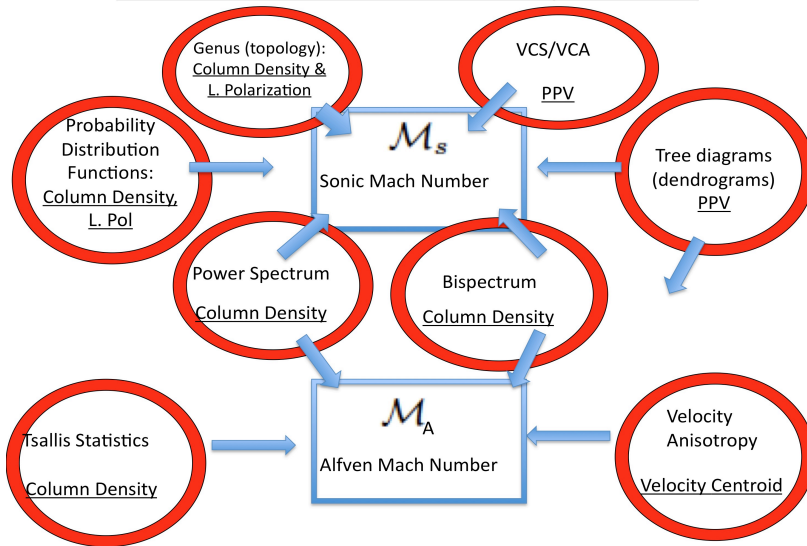 Genus (topology):
Column Density &
L. Polarization
VCS/VCA
PPV
Probability
Distribution
Functions:
Column Density,
L. Pol
ℳs
Sonic Mach Number
Tree diagrams
(dendrograms)
PPV
Power Spectrum
Column Density
Bispectrum
Column Density
Tsallis Statistics
Column Density
ℳA
Alfven Mach Number
Velocity
Anisotropy
Velocity Centroid